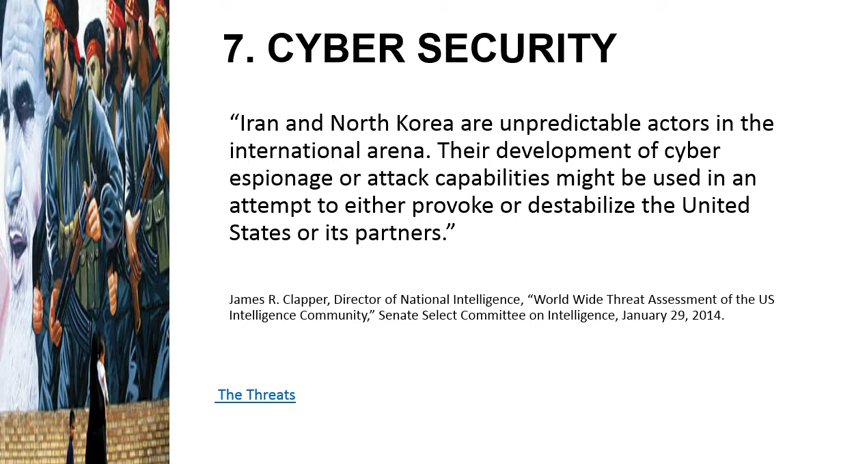 7. CYBER SECURITY
“Iran and North Korea are unpredictable actors in the
international arena. Their development of cyber
espionage or attack capabilities might be used in an
attempt to either provoke or destabilize the United
States or its partners.”
James R. Clapper, Director of National Intelligence, “World Wide Threat Assessment of the US
Intelligence Community,” Senate Select Committee on Intelligence, January 29, 2014.
The Threats